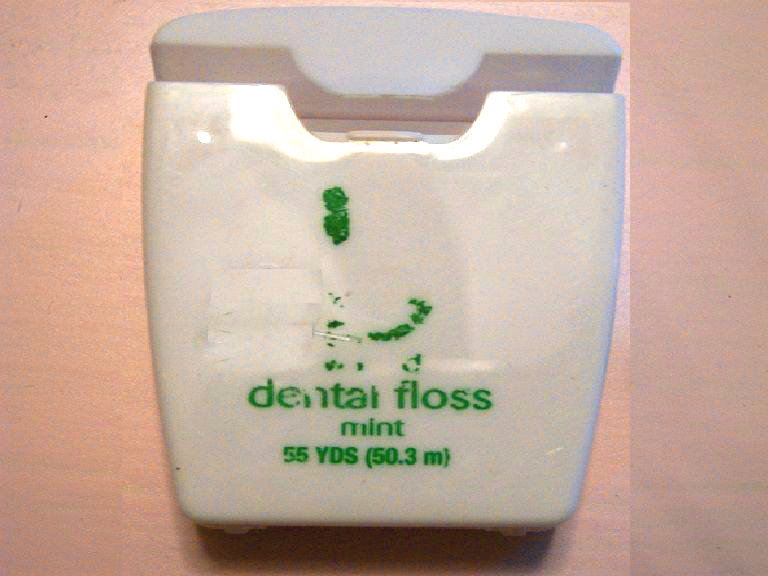 dental floss
mint
55 YDS (50.3 m)